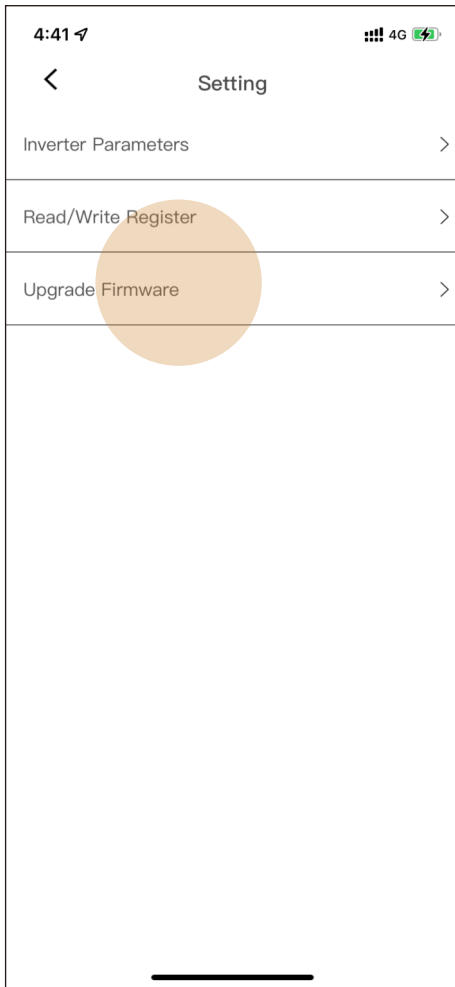 4:41
4G
Setting
Inverter Parameters
Read/Write Register
Upgrade Firmware